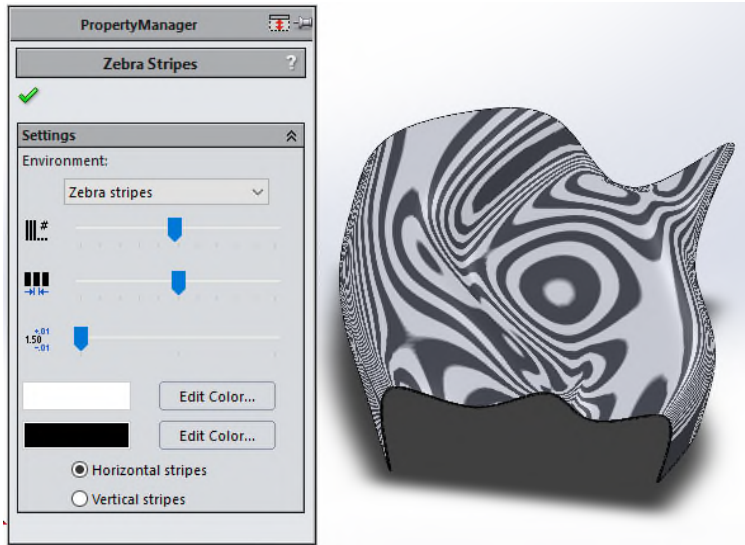 PropertyManager
Zebra Stripes ?
Settings
Environment:
Zebra stripes
#
+.01
1.50
-.01
Edit Color...
Edit Color...
Horizontal stripes
Vertical stripes